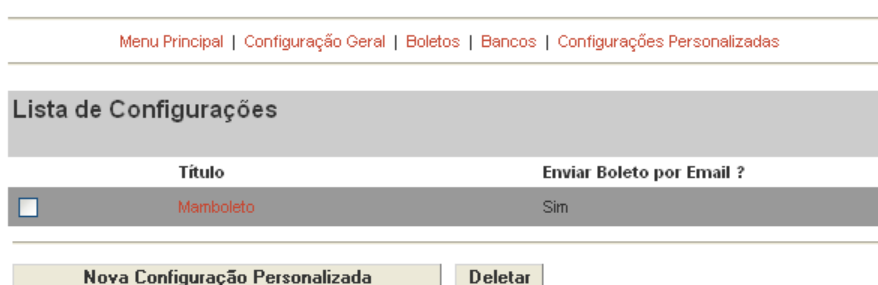 Menu Principal | Configuração Geral | Boletos | Bancos | Configurações Personalizadas
Lista de Configurações
Título Enviar Boleto por Email ?
Mamboleto Sim
Nova Configuração Personalizada Deletar